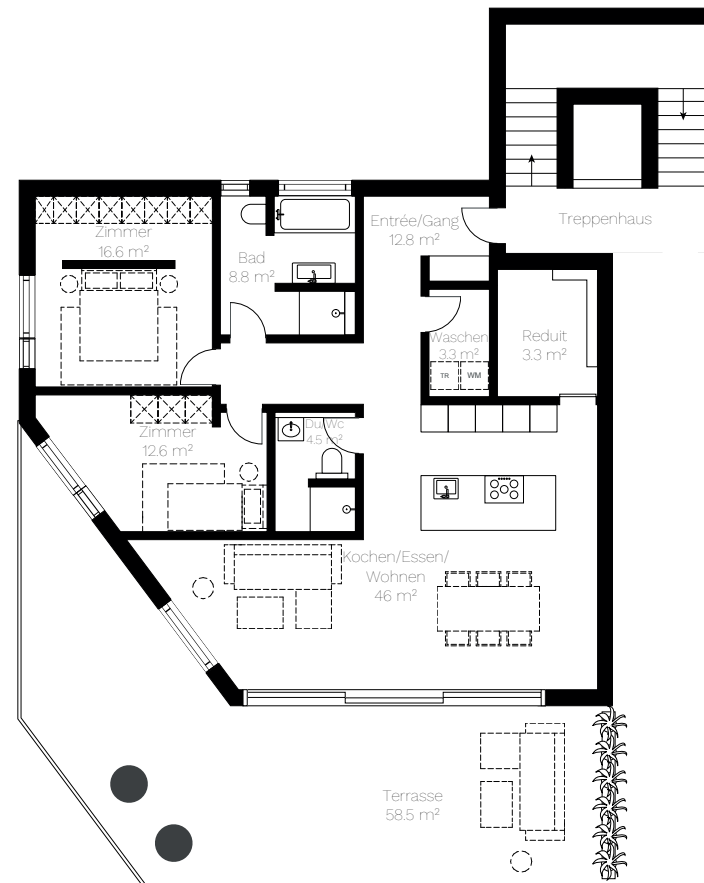 Entrée/Gang
12.8 m²
Treppenhaus
Zimmer
16.6 m²
Bad
8.8 m²
Waschen
3.3 m²
TR WM
Reduit
3.3 m²
Zimmer
12.6 m²
Du/Wc
4.5 m²
Kochen/Essen/
Wohnen
46 m²
Terrasse
58.5 m²